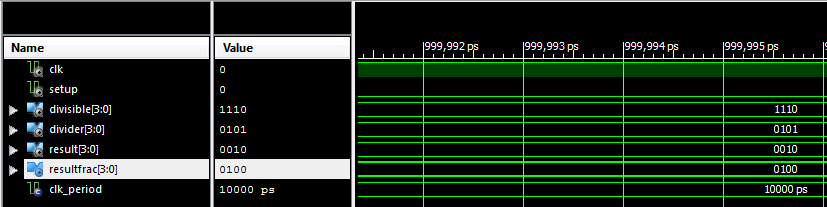 Name Value 999,992 ps 999,993 ps 999,994 ps 999,995 ps
clk 0
setup 0
divisible[3:0] 1110 1110
divider[3:0] 0101 0101
result[3:0] 0010 0010
resultfrac[3:0] 0100 0100
clk_period 10000 ps 10000 ps